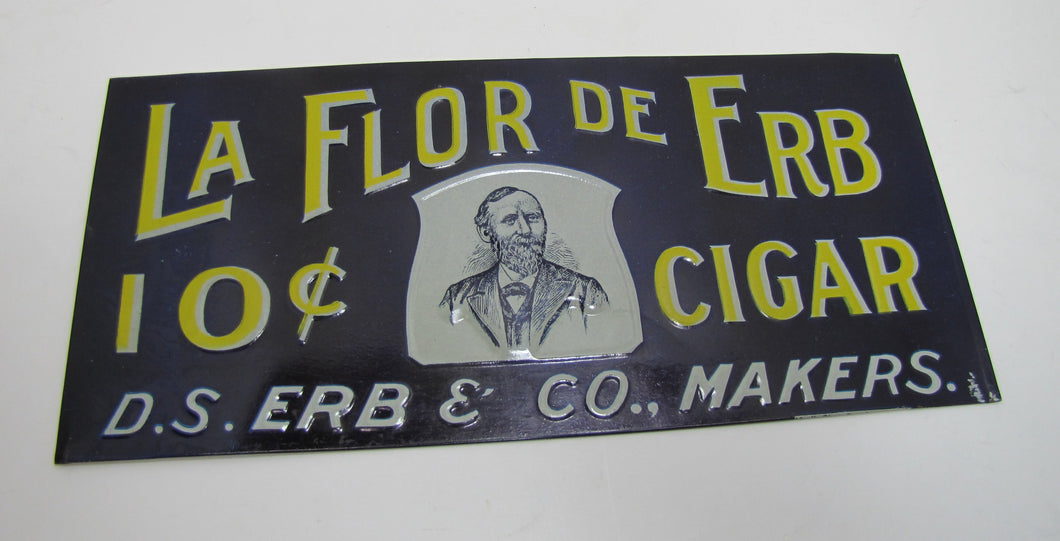 LA FLOR DE ERB
10¢ CIGAR
D.S. ERB & CO., MAKERS.